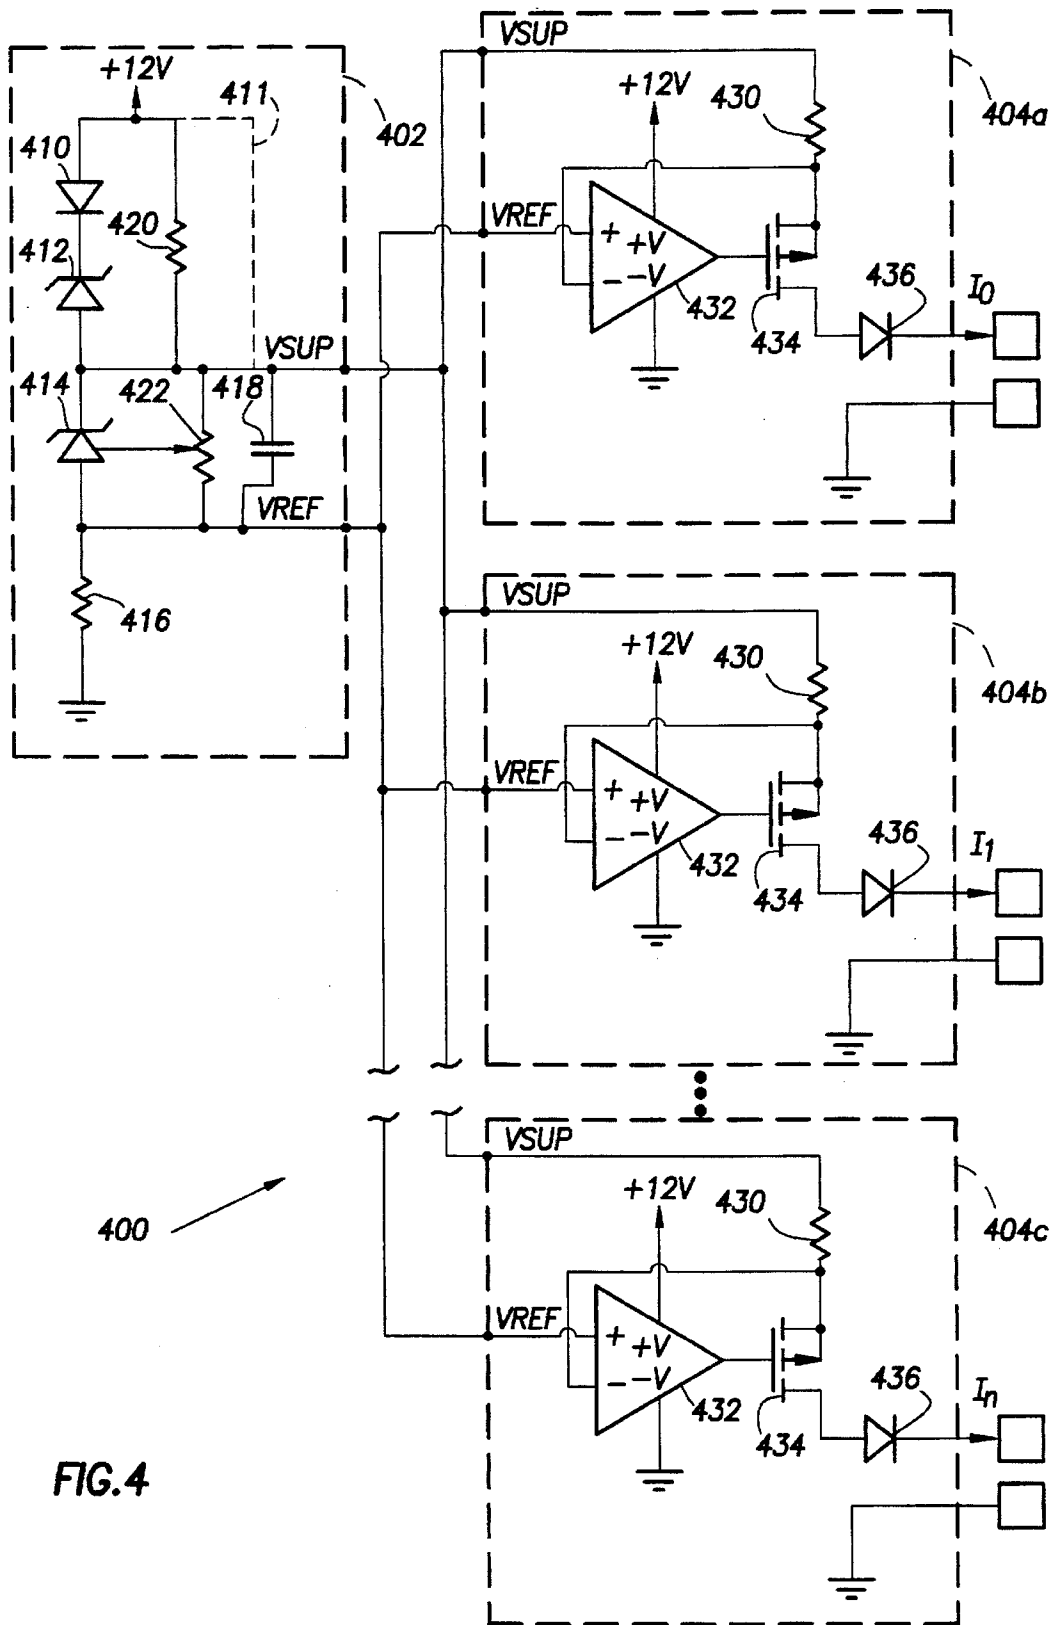 +12V
411
402
410
420
412
VSUP
414
422
418
VREF
416
VSUP
+12V
430
404a
VREF
+
+V
-
-V
432
434
436
I0
VSUP
+12V
430
404b
VREF
+
+V
-
-V
432
434
436
I1
VSUP
+12V
430
404c
VREF
+
+V
-
-V
432
434
436
In
400
FIG.4